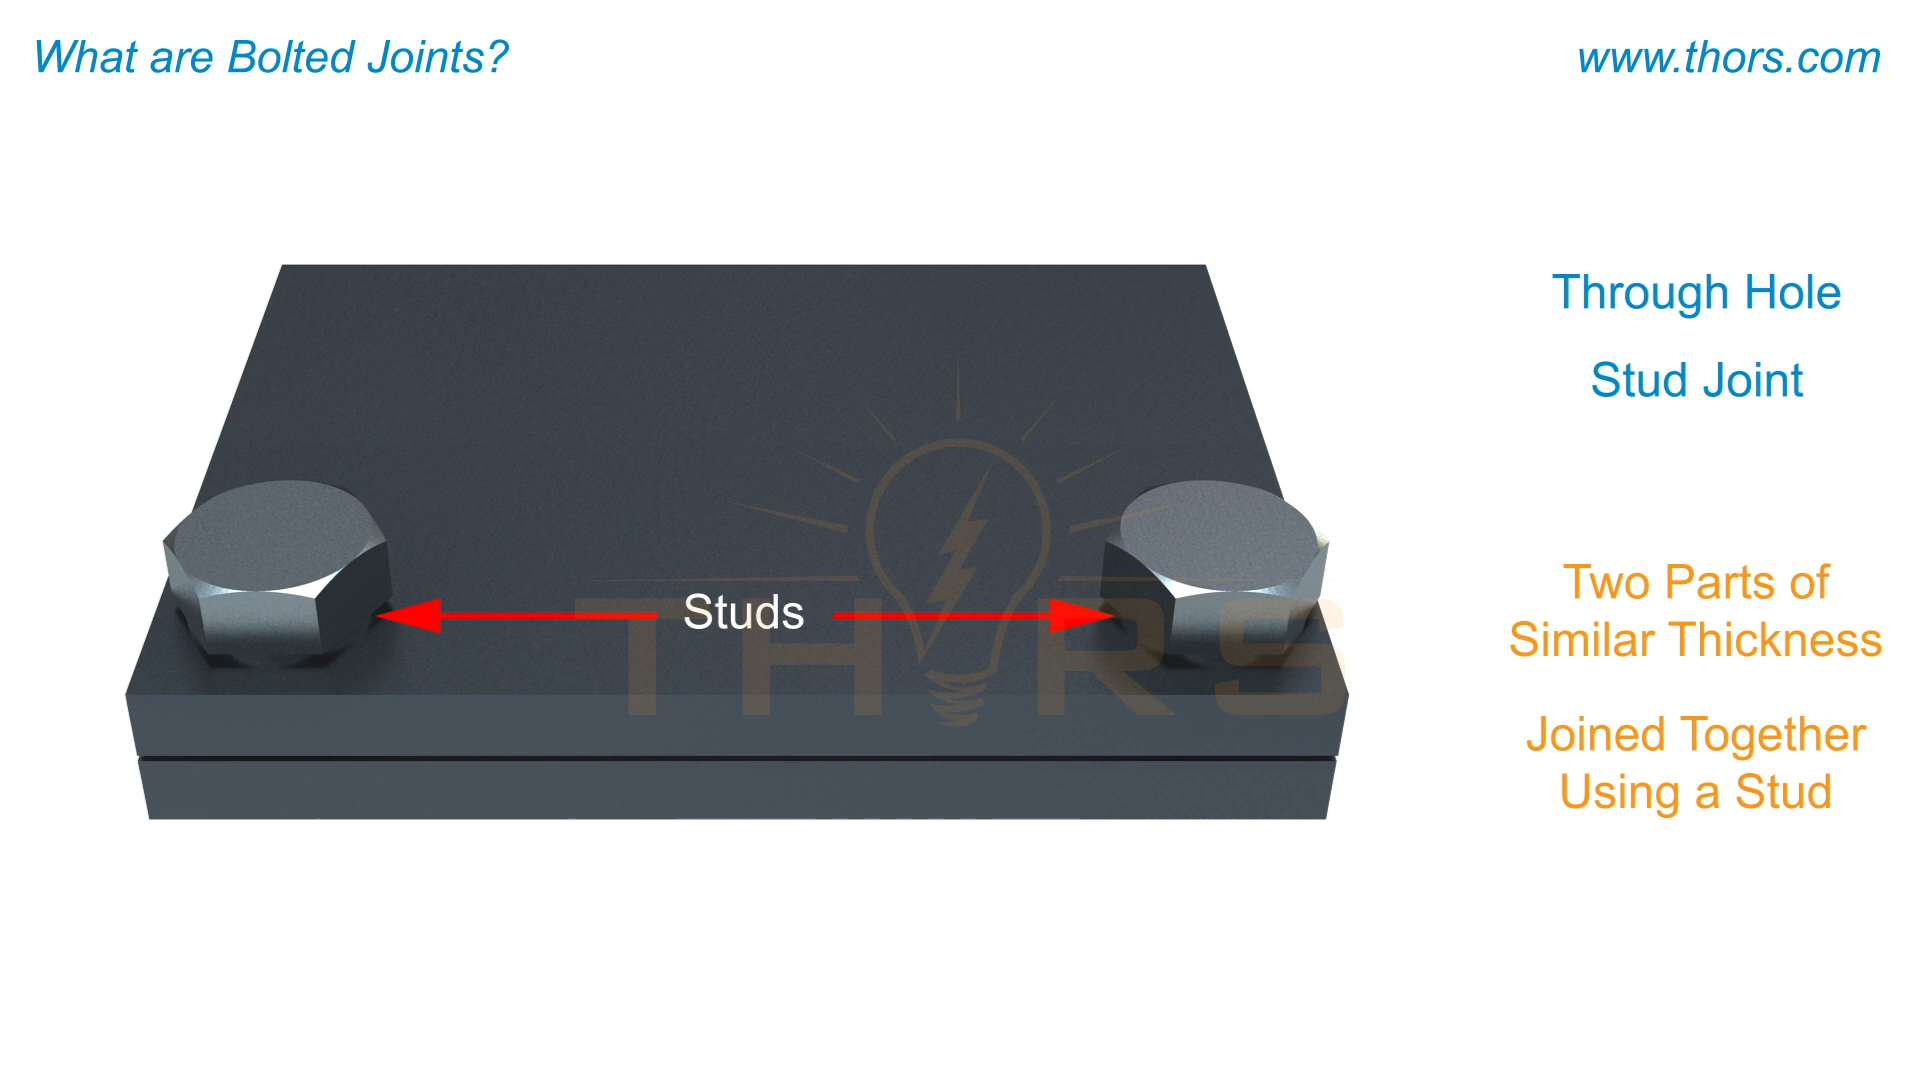 What are Bolted Joints?
www.thors.com
Through Hole
Stud Joint
Studs
Two Parts of
Similar Thickness
Joined Together
Using a Stud
THORS